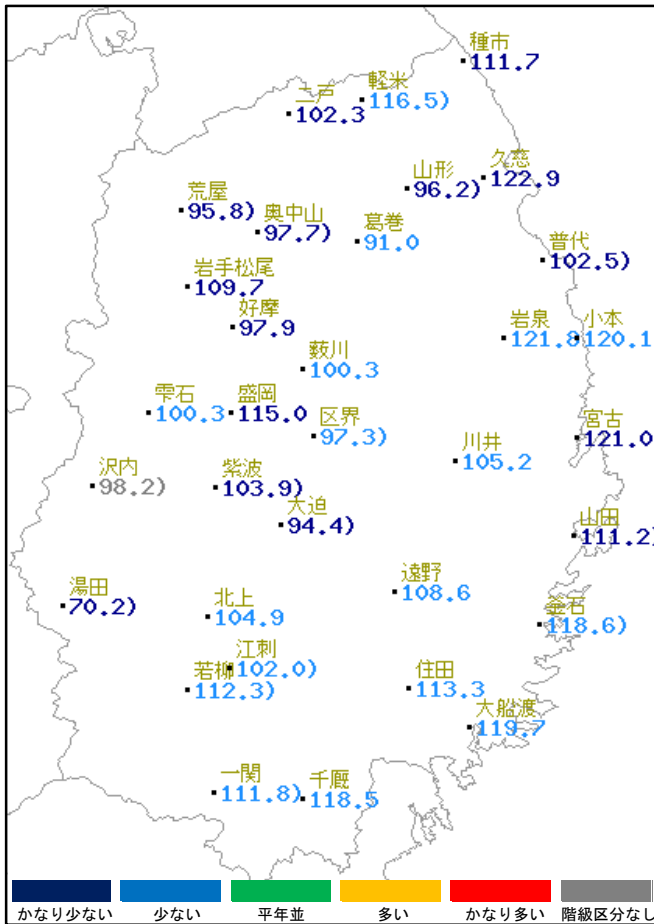 種市
111.7
軽米
116.5)
二戸
102.3
久慈
122.9
山形
96.2)
荒屋
95.8)
奥中山
97.7)
葛巻
91.0
普代
102.5)
岩手松尾
109.7
好摩
97.9
岩泉
121.8
小本
120.1
薮川
100.3
雫石
100.3
盛岡
115.0
区界
97.3)
宮古
121.0
川井
105.2
沢内
98.2)
紫波
103.9)
大迫
94.4)
山田
111.2)
遠野
108.6
湯田
70.2)
北上
104.9
釜石
118.6)
江刺
102.0)
若柳
112.3)
住田
113.3
大船渡
119.7
一関
111.8)
千厩
118.5
かなり少ない
少ない
平年並
多い
かなり多い
階級区分なし